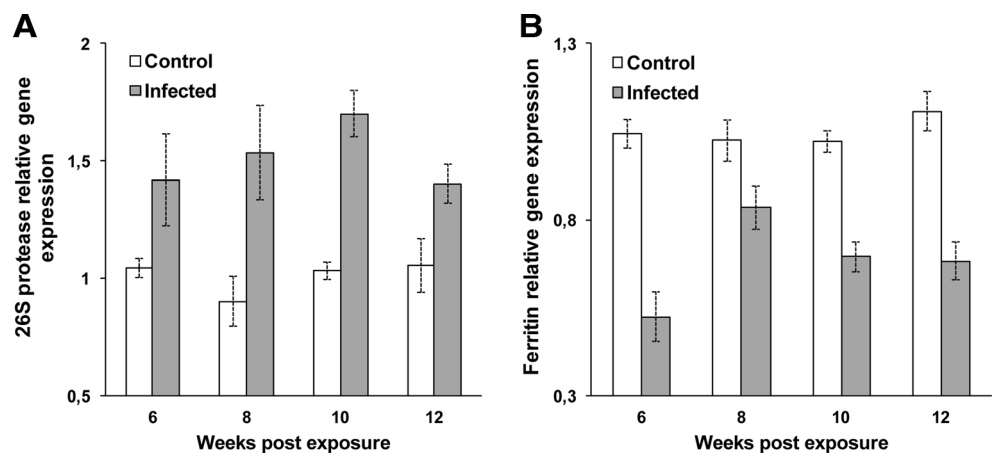 A
26S protease relative gene
expression
2
1,5
1
0,5
Control
Infected
6 8 10 12
Weeks post exposure
B
Ferritin relative gene expression
1,3
0,8
0,3
Control
Infected
6 8 10 12
Weeks post exposure